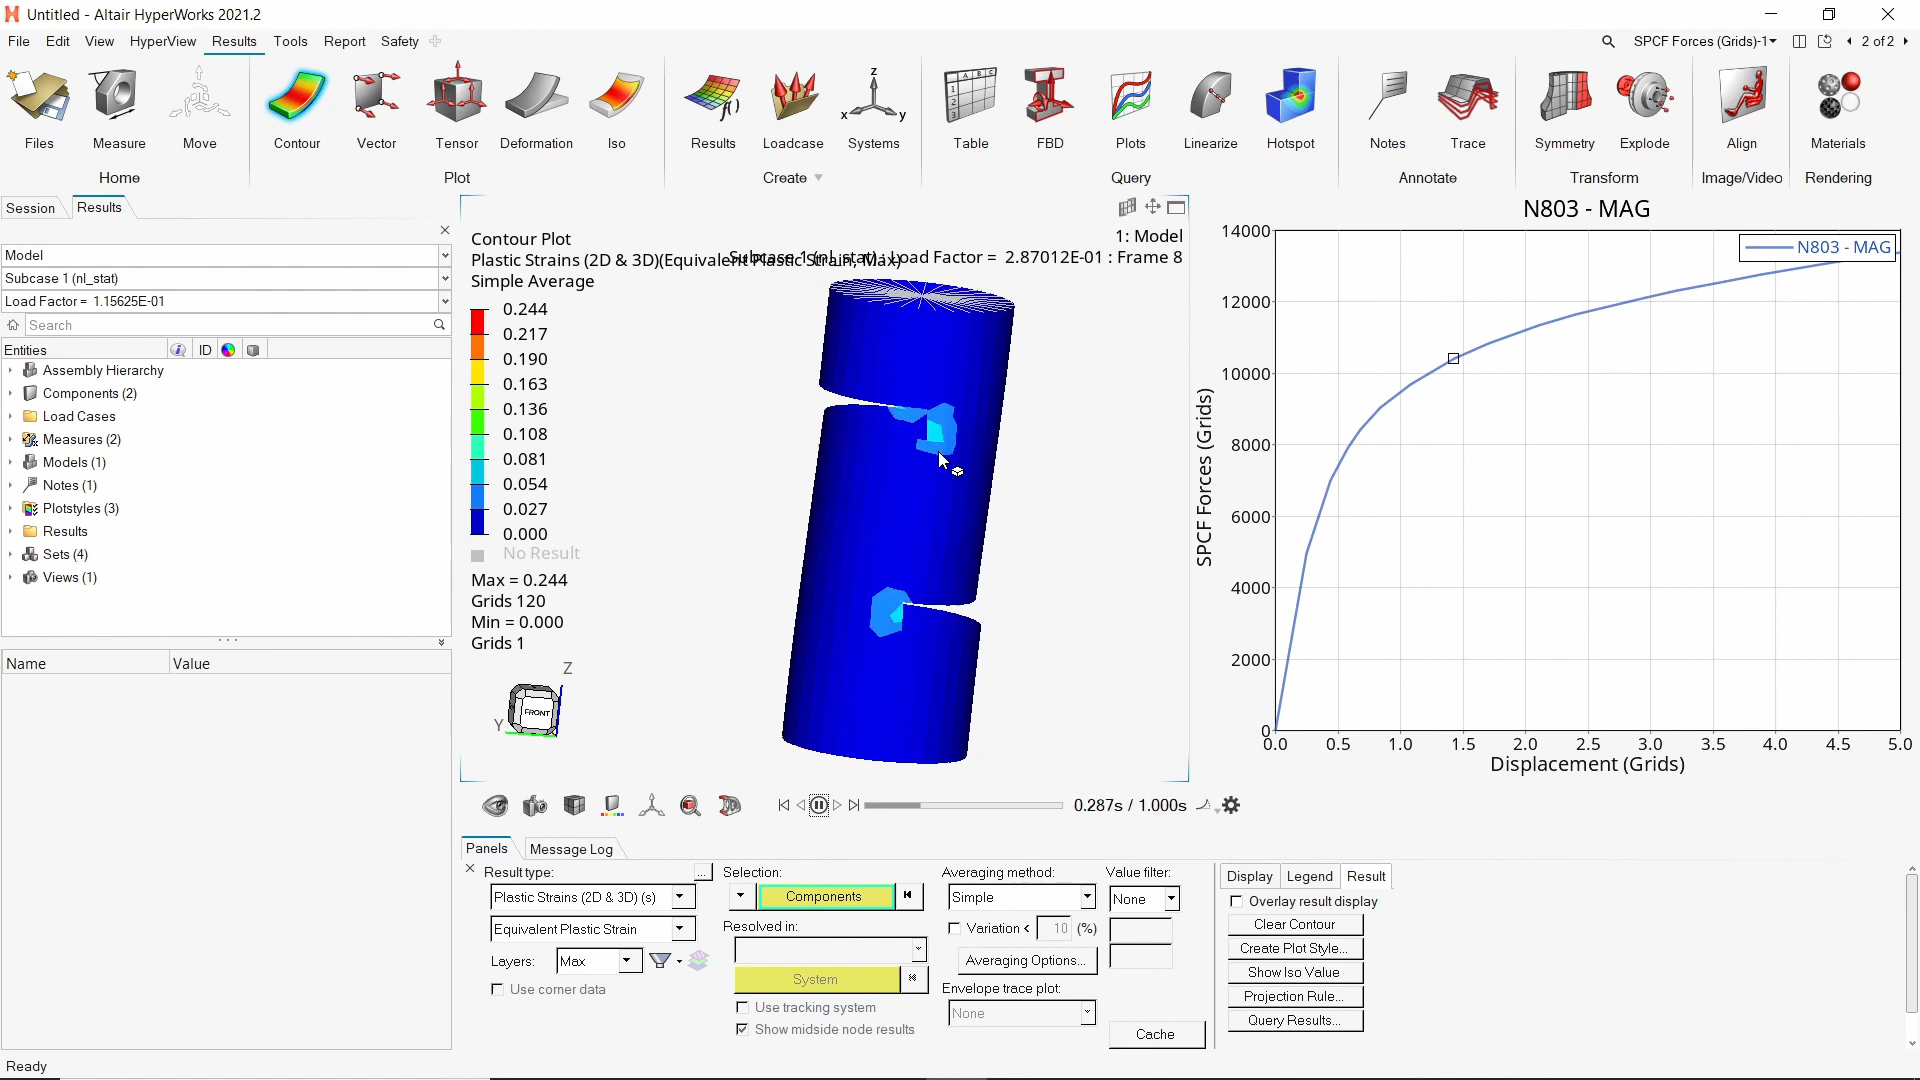 Untitled - Altair HyperWorks 2021.2
File Edit View HyperView Results Tools Report Safety
SPCF Forces (Grids)-1 2 of 2
Files Measure Move Contour Vector Tensor Deformation Iso Results Loadcase Systems Table FBD Plots Linearize Hotspot Notes Trace Symmetry Explode Align Materials
Home Plot Create Query Annotate Transform Image/Video Rendering
Session Results
Model
Subcase 1 (nl_stat)
Load Factor = 1.15625E-01
Search
Entities ID
Assembly Hierarchy
Components (2)
Load Cases
Measures (2)
Models (1)
Notes (1)
Plotstyles (3)
Results
Sets (4)
Views (1)
Name Value
Contour Plot
1: Model
Plastic Strains (2D & 3D)(Equivalent Plastic Strain, Max)
Subcase 1 (nl_stat) : Load Factor = 2.87012E-01 : Frame 8
Simple Average
0.244
0.217
0.190
0.163
0.136
0.108
0.081
0.054
0.027
0.000
No Result
Max = 0.244
Grids 120
Min = 0.000
Grids 1
Z
Y
FRONT
N803 - MAG
N803 - MAG
14000
12000
10000
8000
6000
4000
2000
0
SPCF Forces (Grids)
0.0 0.5 1.0 1.5 2.0 2.5 3.0 3.5 4.0 4.5 5.0
Displacement (Grids)
0.287s / 1.000s
Panels Message Log
Result type: ...
Plastic Strains (2D & 3D) (s)
Equivalent Plastic Strain
Layers: Max
Use corner data
Selection:
Components
Resolved in:
System
Use tracking system
Show midside node results
Averaging method:
Simple
Variation < 10 (%)
Averaging Options...
Envelope trace plot:
None
Value filter:
None
Cache
Display Legend Result
Overlay result display
Clear Contour
Create Plot Style...
Show Iso Value
Projection Rule...
Query Results...
Ready